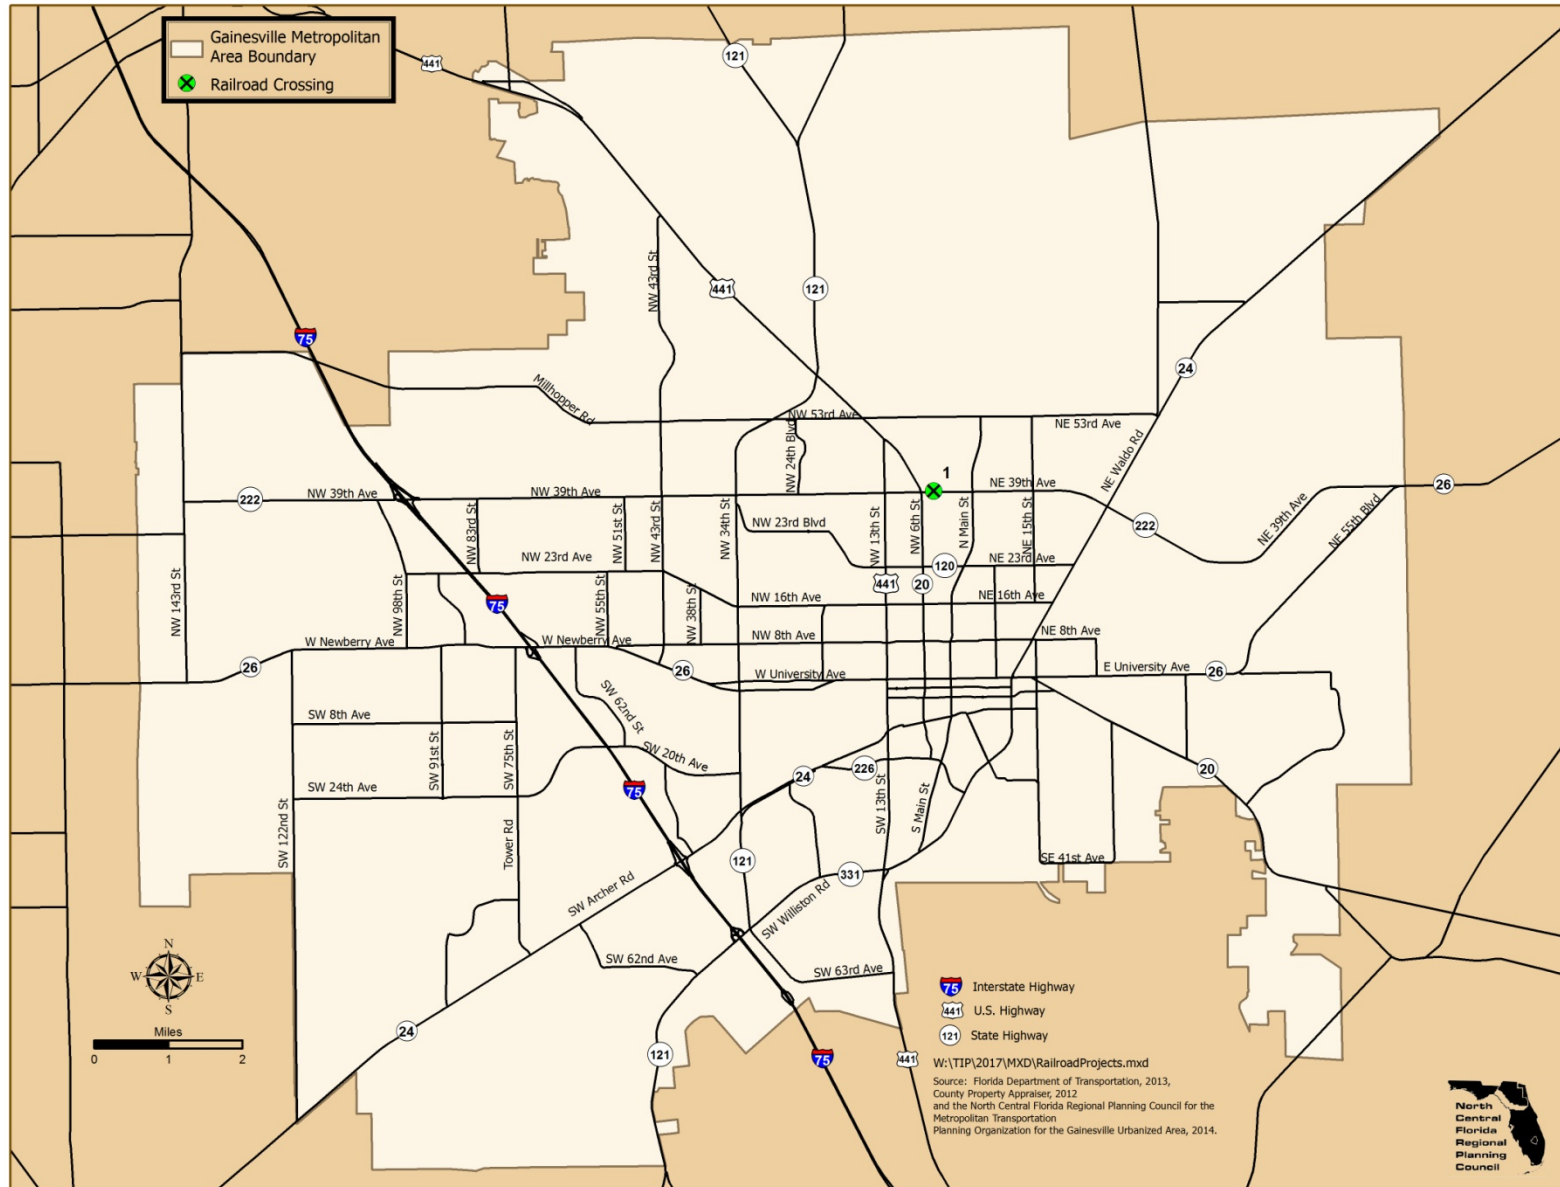 Gainesville Metropolitan
Area Boundary
Railroad Crossing
441
121
NW 43rd St
441
121
75
24
Millhopper Rd
NW 53rd Ave
NE 53rd Ave
NW 24th Blvd
NE Waldo Rd
1
26
222
NW 39th Ave
NW 39th Ave
NE 39th Ave
222
NE 39th Ave
NE 55th Blvd
NW 83rd St
NW 51st St
NW 43rd St
NW 34th St
NW 23rd Blvd
NW 13th St
NW 6th St
N Main St
NE 15th St
NW 23rd Ave
120
NE 23rd Ave
441
20
NW 143rd St
NW 98th St
75
NW 55th St
NW 38th St
NW 16th Ave
NE 16th Ave
W Newberry Ave
W Newberry Ave
NW 8th Ave
NE 8th Ave
26
26
W University Ave
E University Ave
26
SW 62nd St
SW 8th Ave
SW 91st St
SW 75th St
SW 20th Ave
24
226
20
SW 24th Ave
75
SW 13th St
S Main St
SW 122nd St
Tower Rd
121
331
SE 41st Ave
SW Archer Rd
SW Williston Rd
SW 62nd Ave
SW 63rd Ave
24
121
75
441
N
W
E
S
Miles
0 1 2
75 Interstate Highway
441 U.S. Highway
121 State Highway
W:\TIP\2017\MXD\RailroadProjects.mxd
Source: Florida Department of Transportation, 2013,
County Property Appraiser, 2012
and the North Central Florida Regional Planning Council for the
Metropolitan Transportation
Planning Organization for the Gainesville Urbanized Area, 2014.
North
Central
Florida
Regional
Planning
Council